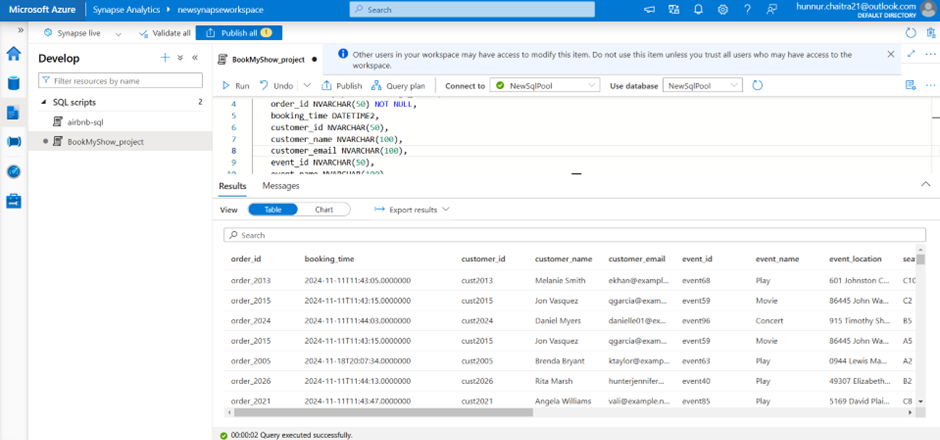 Microsoft Azure Synapse Analytics ▸ newsynapseworkspace Search hunnur.chaitra21@outlook.com
DEFAULT DIRECTORY
» Synapse live Validate all Publish all 1
Develop
Filter resources by name
SQL scripts 2
airbnb-sql
BookMyShow_project
BookMyShow_project
Other users in your workspace may have access to modify this item. Do not use this item unless you trust all users who may have access to the
workspace.
Run Undo Publish Query plan Connect to NewSqlPool Use database NewSqlPool
4 order_id NVARCHAR(50) NOT NULL,
5 booking_time DATETIME2,
6 customer_id NVARCHAR(50),
7 customer_name NVARCHAR(100),
8 customer_email NVARCHAR(100),
9 event_id NVARCHAR(50),
10 event_name NVARCHAR(100)
Results Messages
View Table Chart Export results
Search
order_id booking_time customer_id customer_name customer_email event_id event_name event_location sea
order_2013 2024-11-11T11:43:05.0000000 cust2013 Melanie Smith ekhan@exampl... event68 Play 601 Johnston C... C10
order_2015 2024-11-11T11:43:15.0000000 cust2015 Jon Vasquez qgarcia@exam... event59 Movie 86445 John Wa... C2
order_2024 2024-11-11T11:44:03.0000000 cust2024 Daniel Myers danielle01@ex... event96 Concert 915 Timothy Sh... B5
order_2015 2024-11-11T11:43:15.0000000 cust2015 Jon Vasquez qgarcia@exam... event59 Movie 86445 John Wa... A5
order_2005 2024-11-18T20:07:34.0000000 cust2005 Brenda Bryant ktaylor@examp... event63 Play 0944 Lewis Ma... A2
order_2026 2024-11-11T11:44:13.0000000 cust2026 Rita Marsh hunterjennifer... event40 Play 49307 Elizabeth... B2
order_2021 2024-11-11T11:43:47.0000000 cust2021 Angela Williams vali@example.n... event85 Play 5169 David Plai... C8
00:00:02 Query executed successfully.